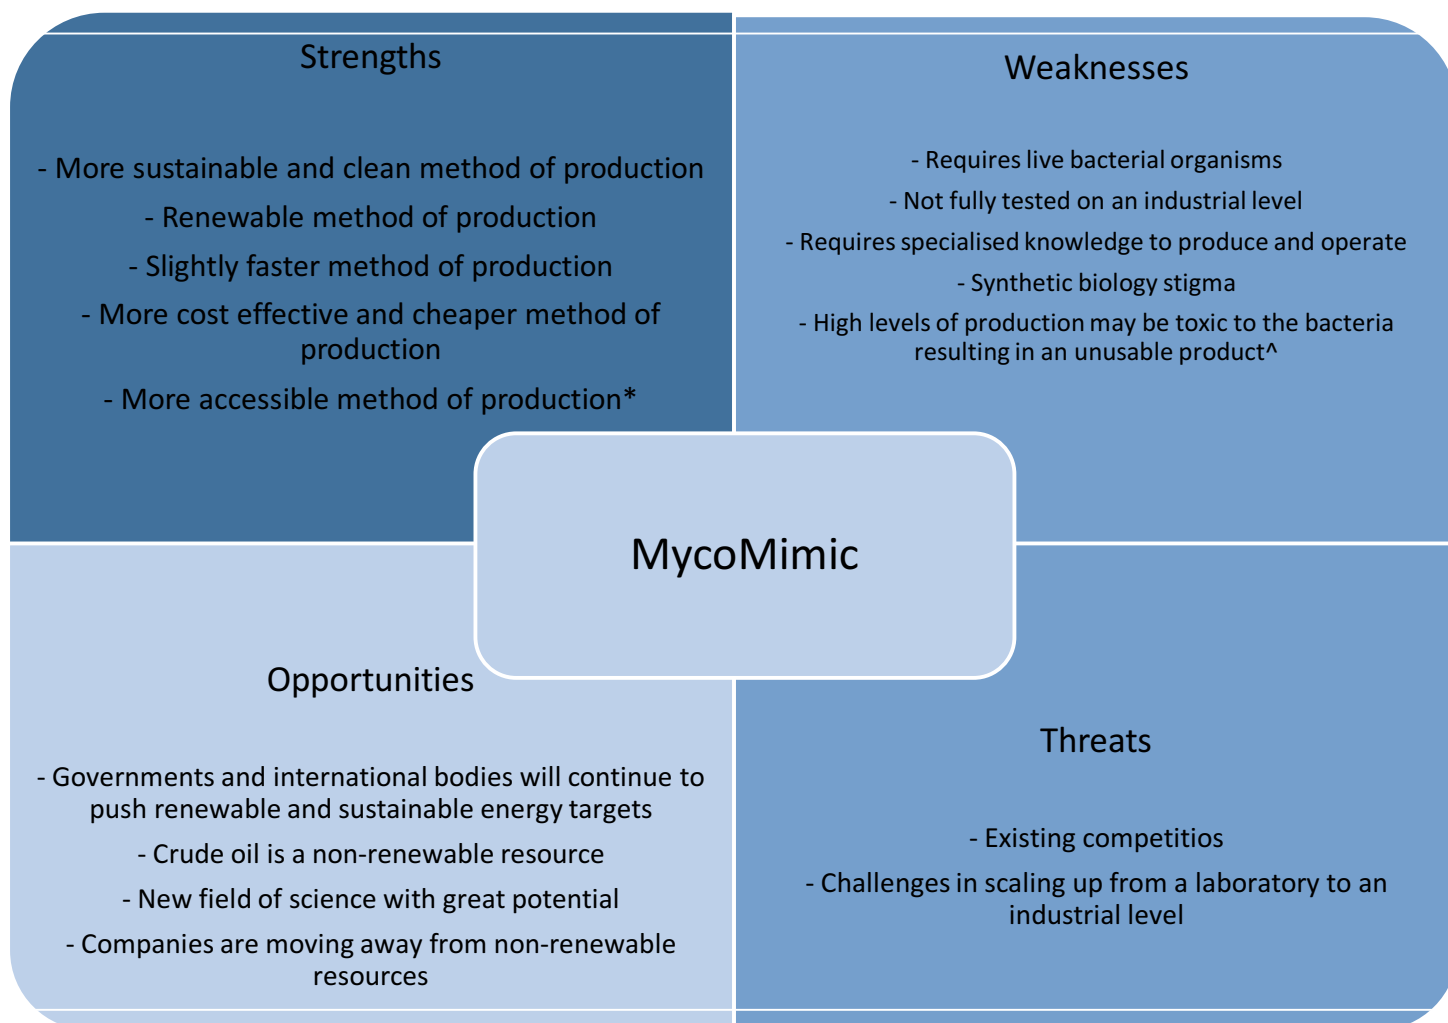 Strengths
- More sustainable and clean method of production
- Renewable method of production
- Slightly faster method of production
- More cost effective and cheaper method of
production
- More accessible method of production*
Weaknesses
- Requires live bacterial organisms
- Not fully tested on an industrial level
- Requires specialised knowledge to produce and operate
- Synthetic biology stigma
- High levels of production may be toxic to the bacteria
resulting in an unusable product^
MycoMimic
Opportunities
- Governments and international bodies will continue to
push renewable and sustainable energy targets
- Crude oil is a non-renewable resource
- New field of science with great potential
- Companies are moving away from non-renewable
resources
Threats
- Existing competitios
- Challenges in scaling up from a laboratory to an
industrial level